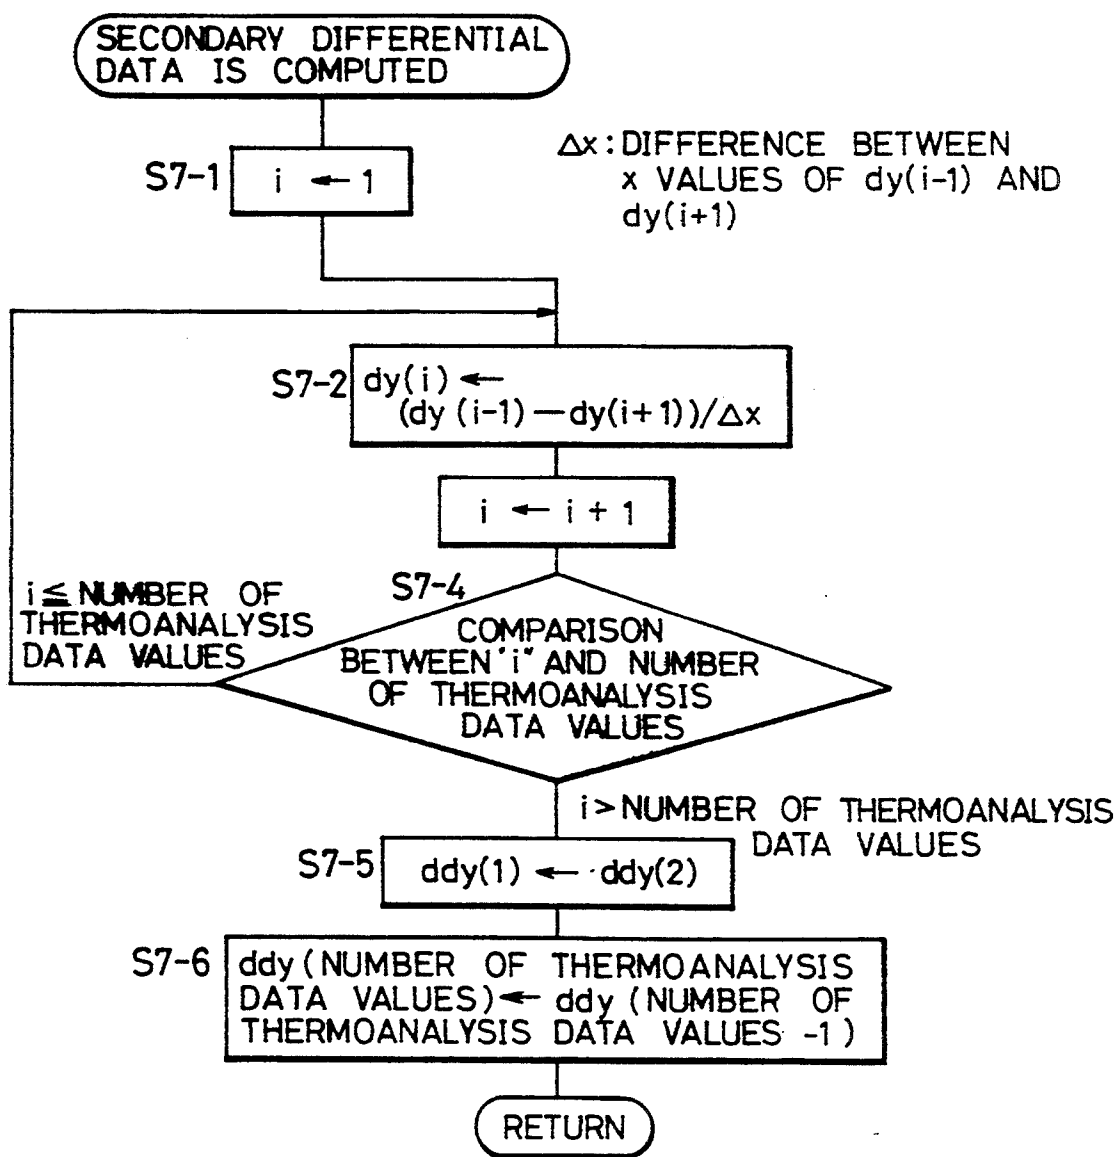 SECONDARY DIFFERENTIAL
DATA IS COMPUTED
S7-1
i ← 1
Δx : DIFFERENCE BETWEEN
x VALUES OF dy(i-1) AND
dy(i+1)
S7-2
dy(i) ←
(dy (i-1) — dy(i+1))/Δx
i ← i + 1
i ≦ NUMBER OF
THERMOANALYSIS
DATA VALUES
S7-4
COMPARISON
BETWEEN "i" AND NUMBER
OF THERMOANALYSIS
DATA VALUES
i > NUMBER OF THERMOANALYSIS
DATA VALUES
S7-5
ddy(1) ← ddy(2)
S7-6
ddy (NUMBER OF THERMOANALYSIS
DATA VALUES) ← ddy (NUMBER OF
THERMOANALYSIS DATA VALUES -1)
RETURN